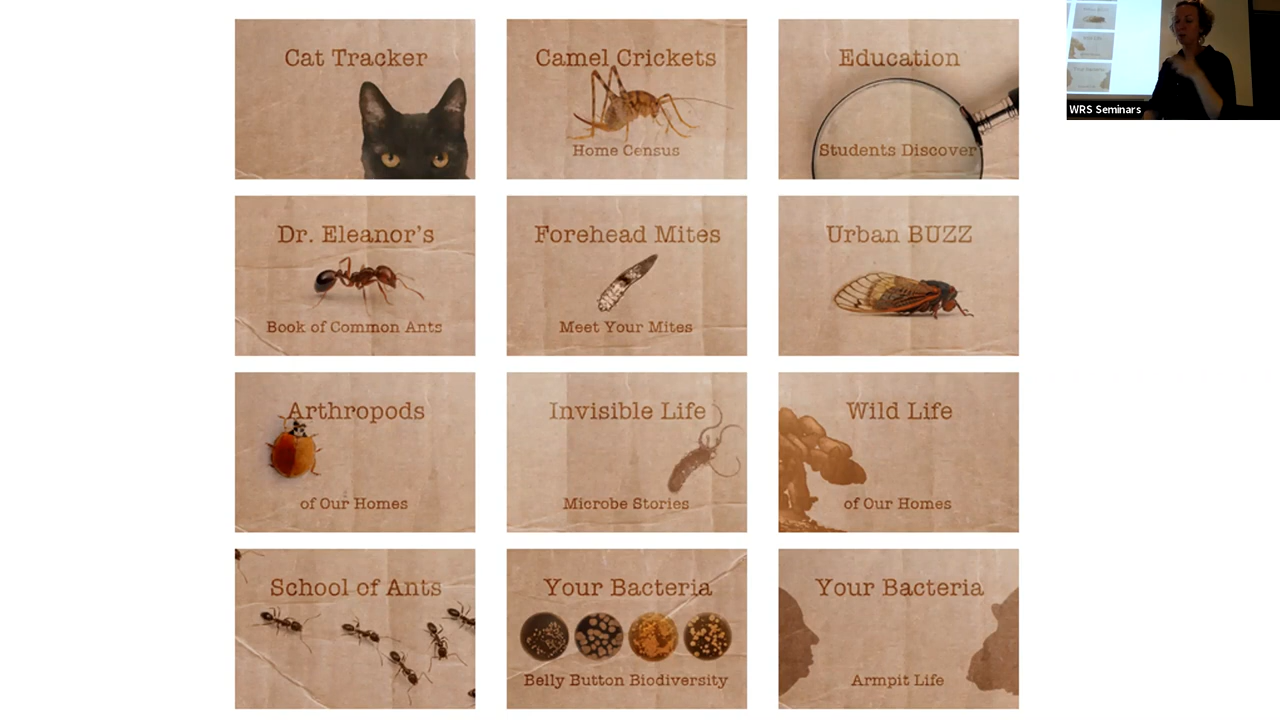 Cat Tracker
Camel Crickets
Home Census
Education
Students Discover
Dr. Eleanor's
Book of Common Ants
Forehead Mites
Meet Your Mites
Urban BUZZ
Arthropods
of Our Homes
Invisible Life
Microbe Stories
Wild Life
of Our Homes
School of Ants
Your Bacteria
Belly Button Biodiversity
Your Bacteria
Armpit Life
WRS Seminars